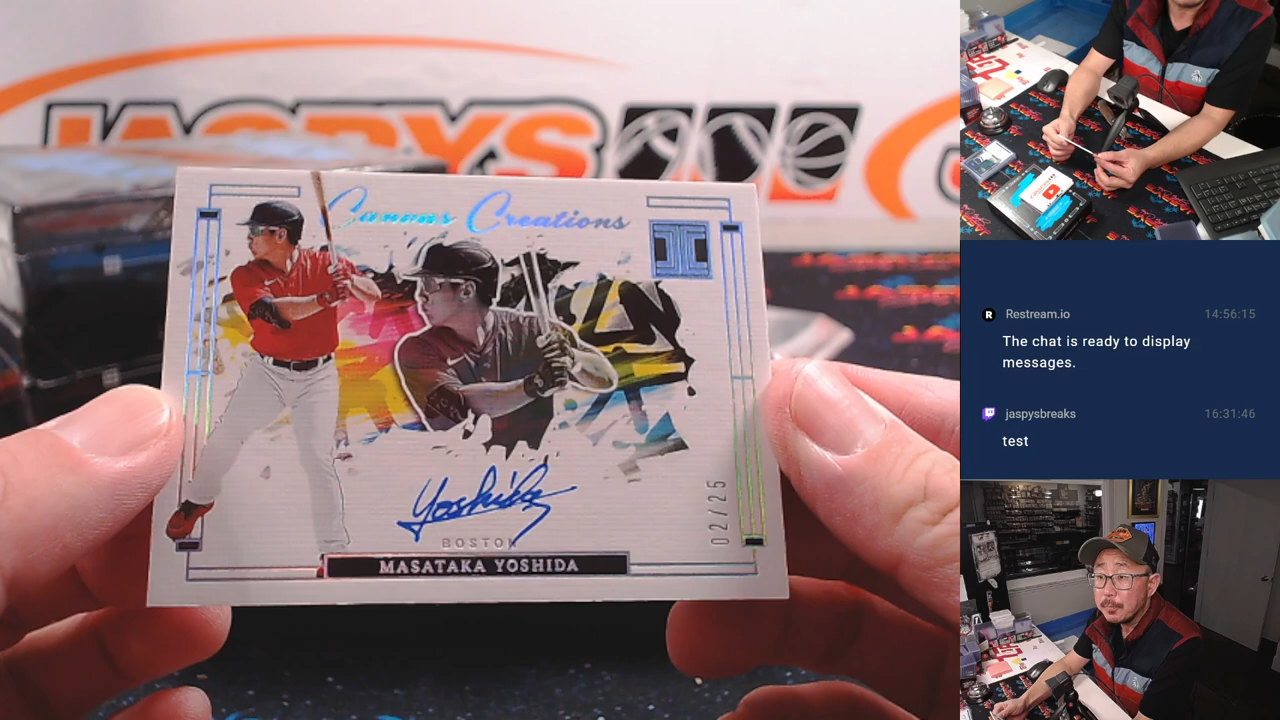 JASPYS
Canvas Creations
Yoshida
BOSTON
MASATAKA YOSHIDA
02/25
Restream.io 14:56:15
The chat is ready to display
messages.
jaspysbreaks 16:31:46
test